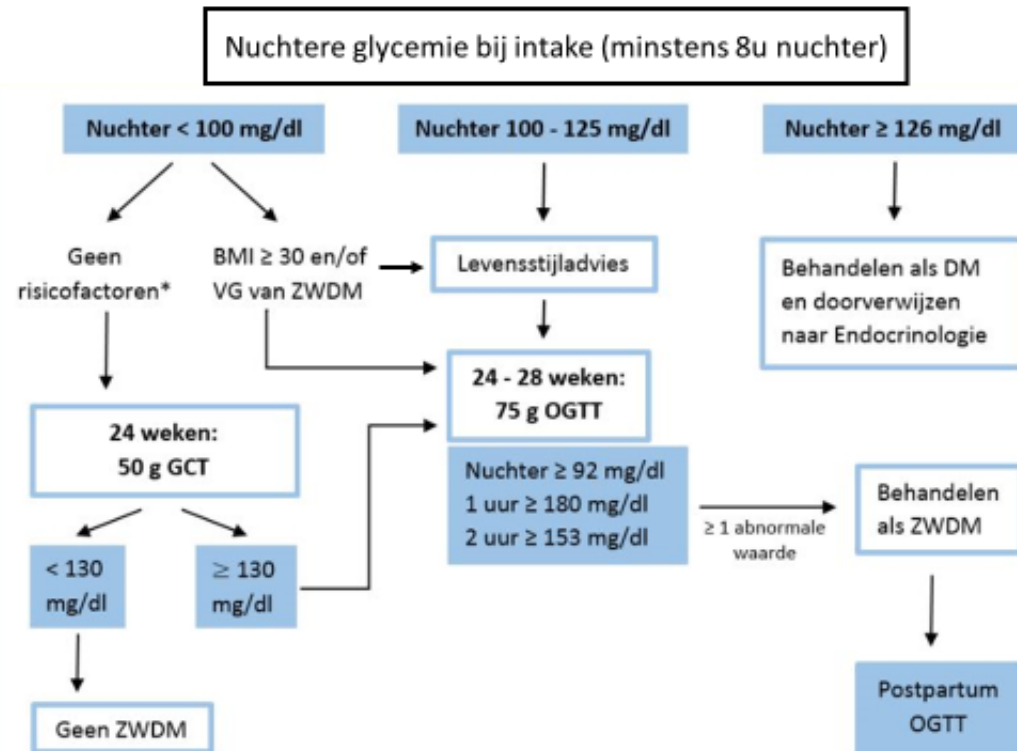 Nuchtere glycemie bij intake (minstens 8u nuchter)
Nuchter < 100 mg/dl
Nuchter 100 - 125 mg/dl
Nuchter ≥ 126 mg/dl
Geen
risicofactoren*
BMI ≥ 30 en/of
VG van ZWDM
Levensstijladvies
Behandelen als DM
en doorverwijzen
naar Endocrinologie
24 weken:
50 g GCT
24 - 28 weken:
75 g OGTT
Nuchter ≥ 92 mg/dl
1 uur ≥ 180 mg/dl
2 uur ≥ 153 mg/dl
≥ 1 abnormale
waarde
Behandelen
als ZWDM
< 130
mg/dl
≥ 130
mg/dl
Geen ZWDM
Postpartum
OGTT